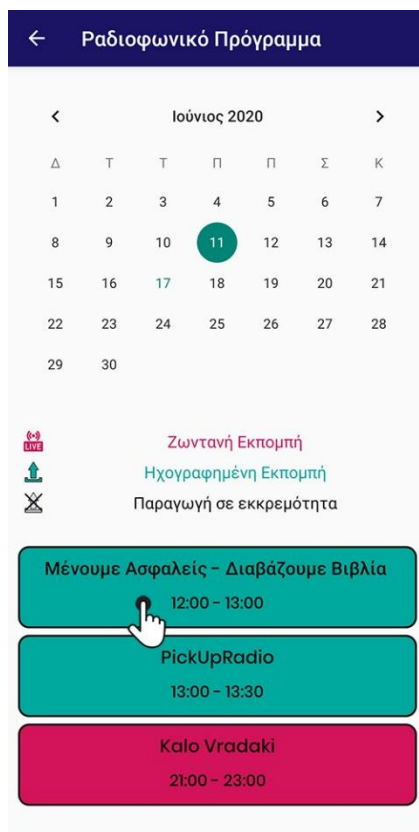 Ραδιοφωνικό Πρόγραμμα
Ιούνιος 2020
Δ Τ Τ Π Π Σ Κ
1 2 3 4 5 6 7
8 9 10 11 12 13 14
15 16 17 18 19 20 21
22 23 24 25 26 27 28
29 30
LIVE Ζωντανή Εκπομπή
Ηχογραφημένη Εκπομπή
Παραγωγή σε εκκρεμότητα
Μένουμε Ασφαλείς - Διαβάζουμε Βιβλία
12:00 - 13:00
PickUpRadio
13:00 - 13:30
Kalo Vradaki
21:00 - 23:00